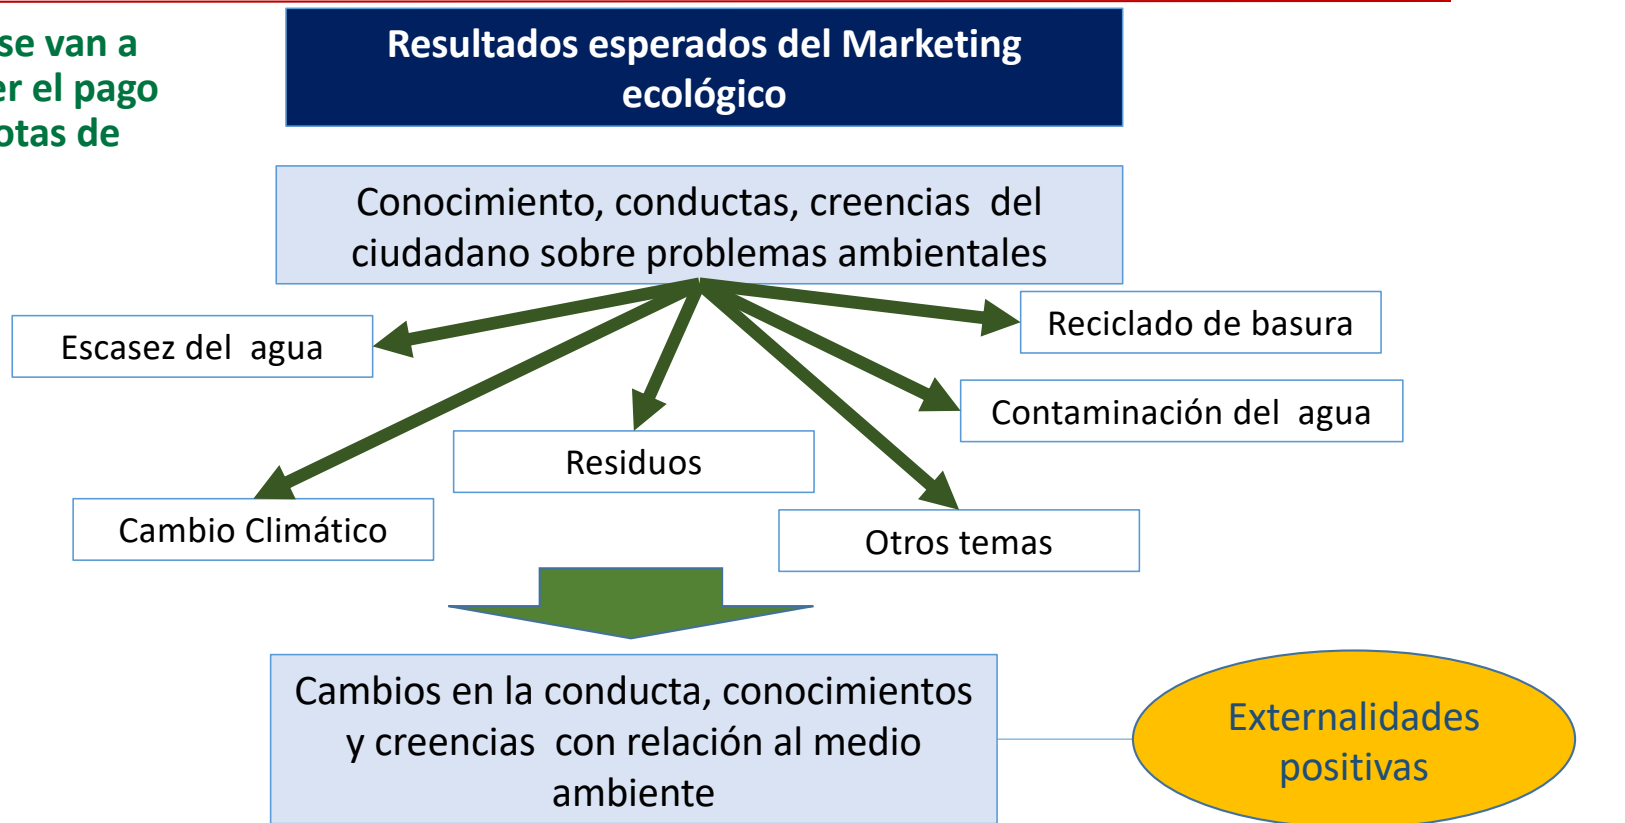 se van a
er el pago
otas de
Resultados esperados del Marketing
ecológico
Conocimiento, conductas, creencias del
ciudadano sobre problemas ambientales
Escasez del agua
Reciclado de basura
Contaminación del agua
Residuos
Cambio Climático
Otros temas
Cambios en la conducta, conocimientos
y creencias con relación al medio
ambiente
Externalidades
positivas